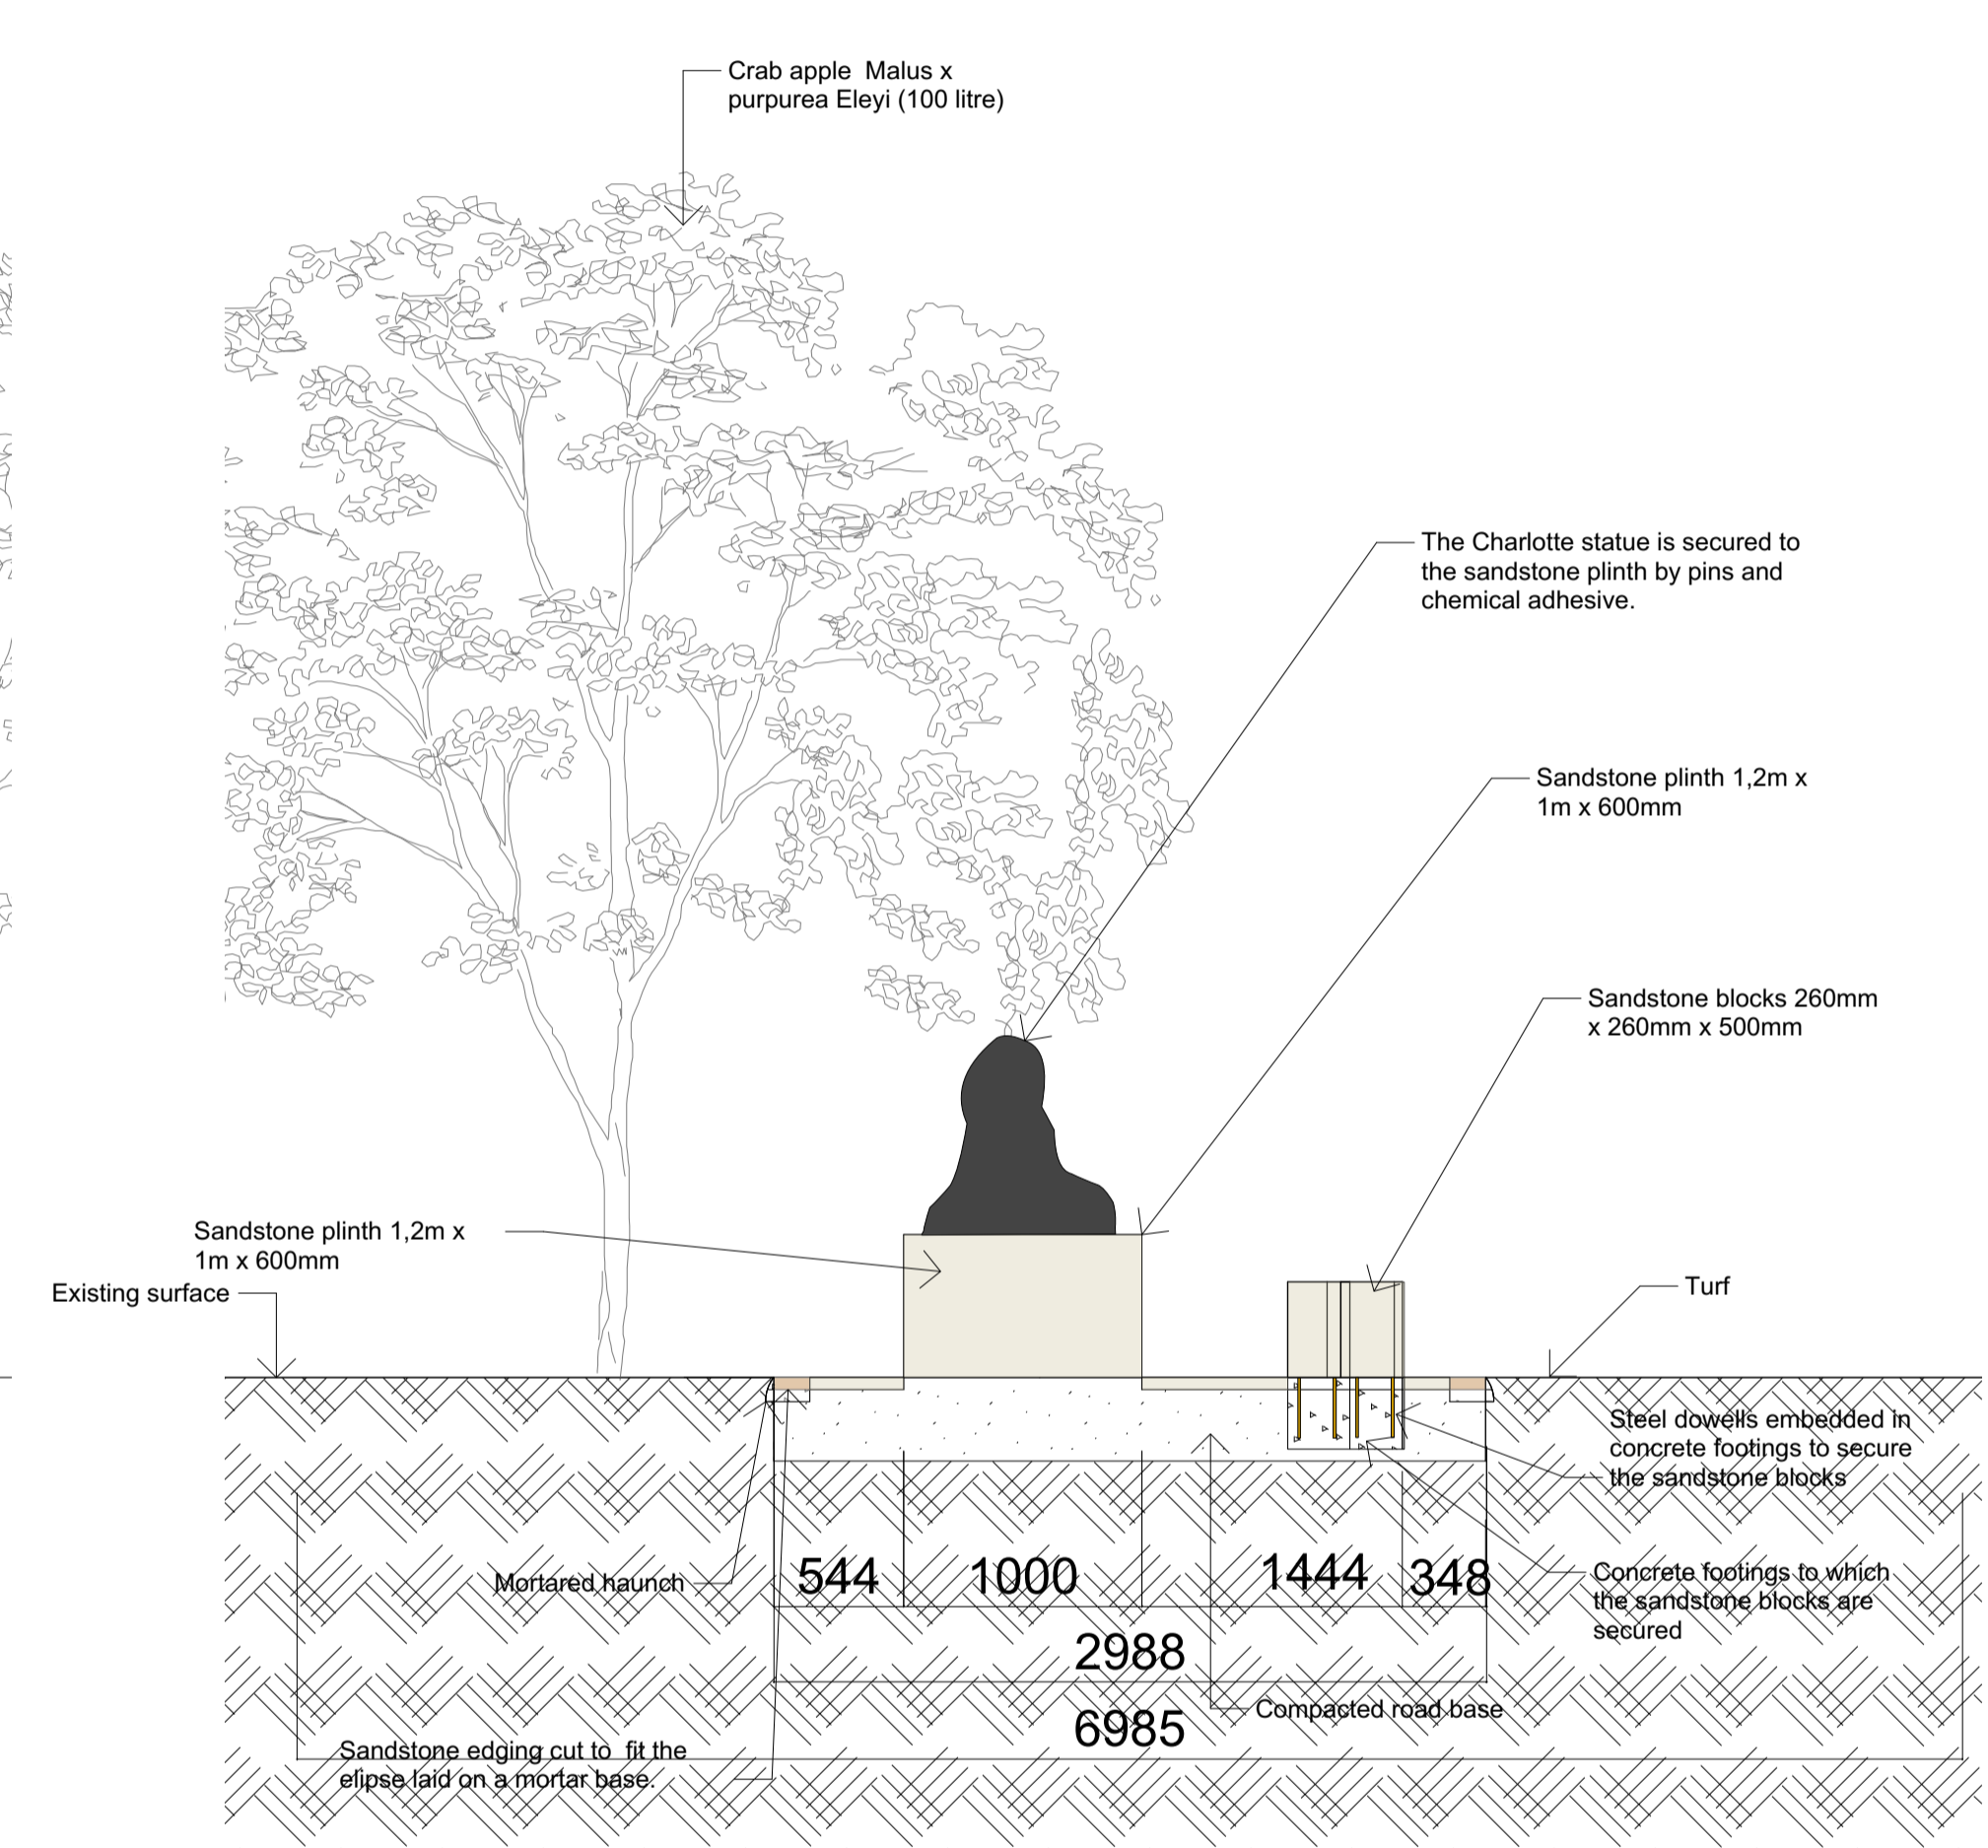 Crab apple  Malus x
purpurea Eleyi (100 litre)
The Charlotte statue is secured to
the sandstone plinth by pins and
chemical adhesive.
Sandstone plinth 1,2m x
1m x 600mm
Sandstone blocks 260mm
x 260mm x 500mm
Sandstone plinth 1,2m x
1m x 600mm
Existing surface
Turf
Steel dowells embedded in
concrete footings to secure
the sandstone blocks
544
1000
1444
348
Mortared haunch
Concrete footings to which
the sandstone blocks are
secured
2988
Compacted road base
6985
Sandstone edging cut to  fit the
elipse laid on a mortar base.